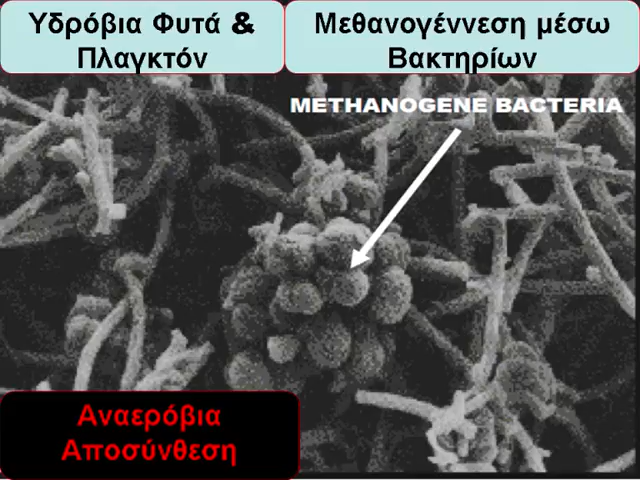 Υδρόβια Φυτά &
Πλαγκτόν
Μεθανογέννεση μέσω
Βακτηρίων
METHANOGENE BACTERIA
Αναερόβια
Αποσύνθεση